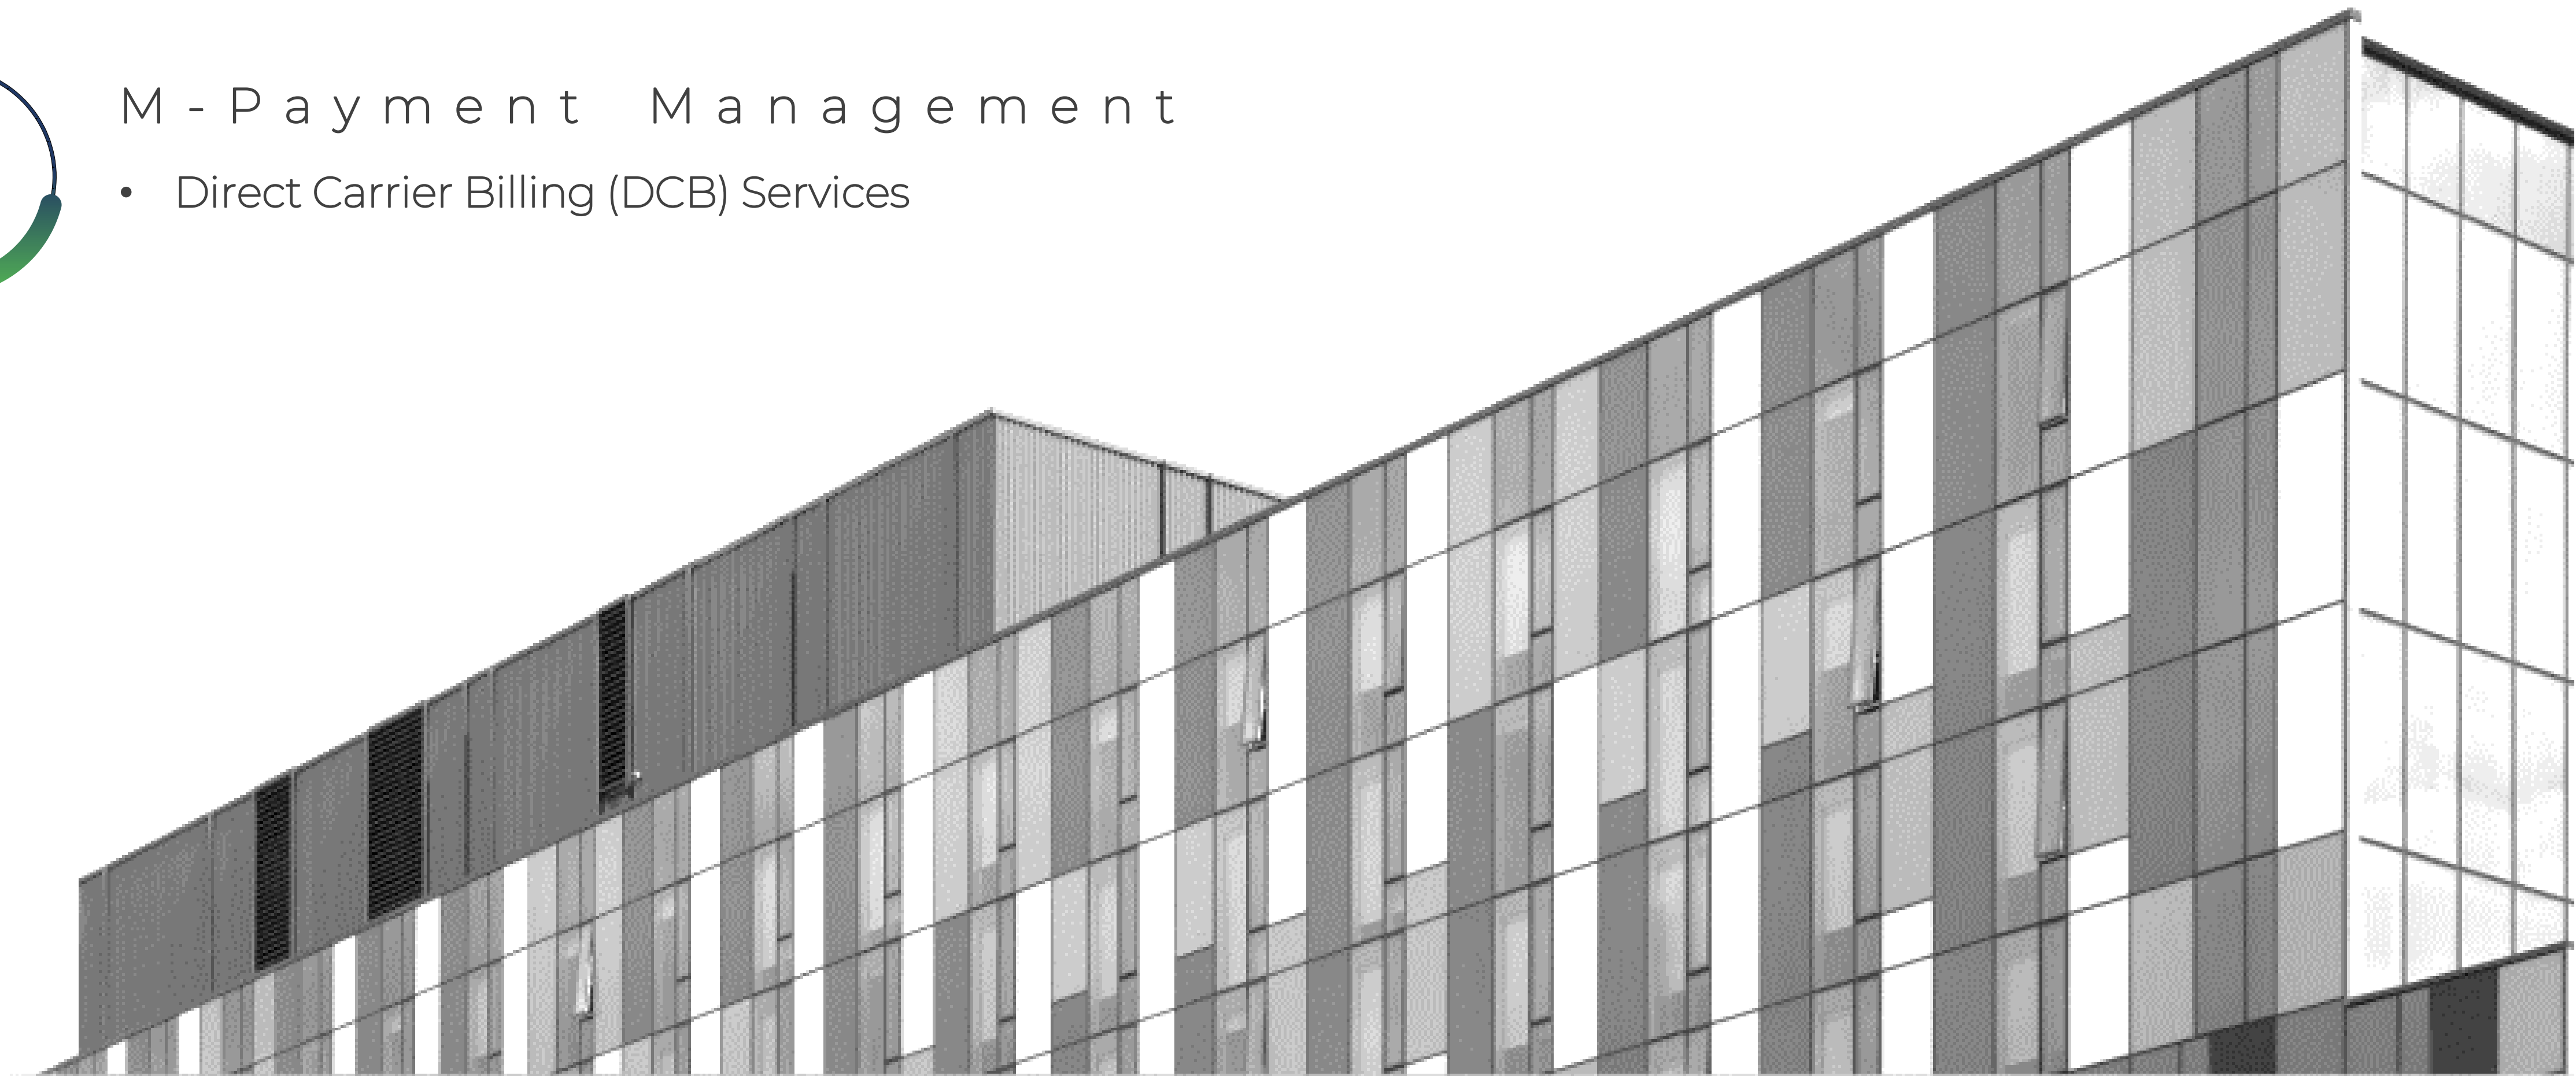 M-Payment Management
• Direct Carrier Billing (DCB) Services